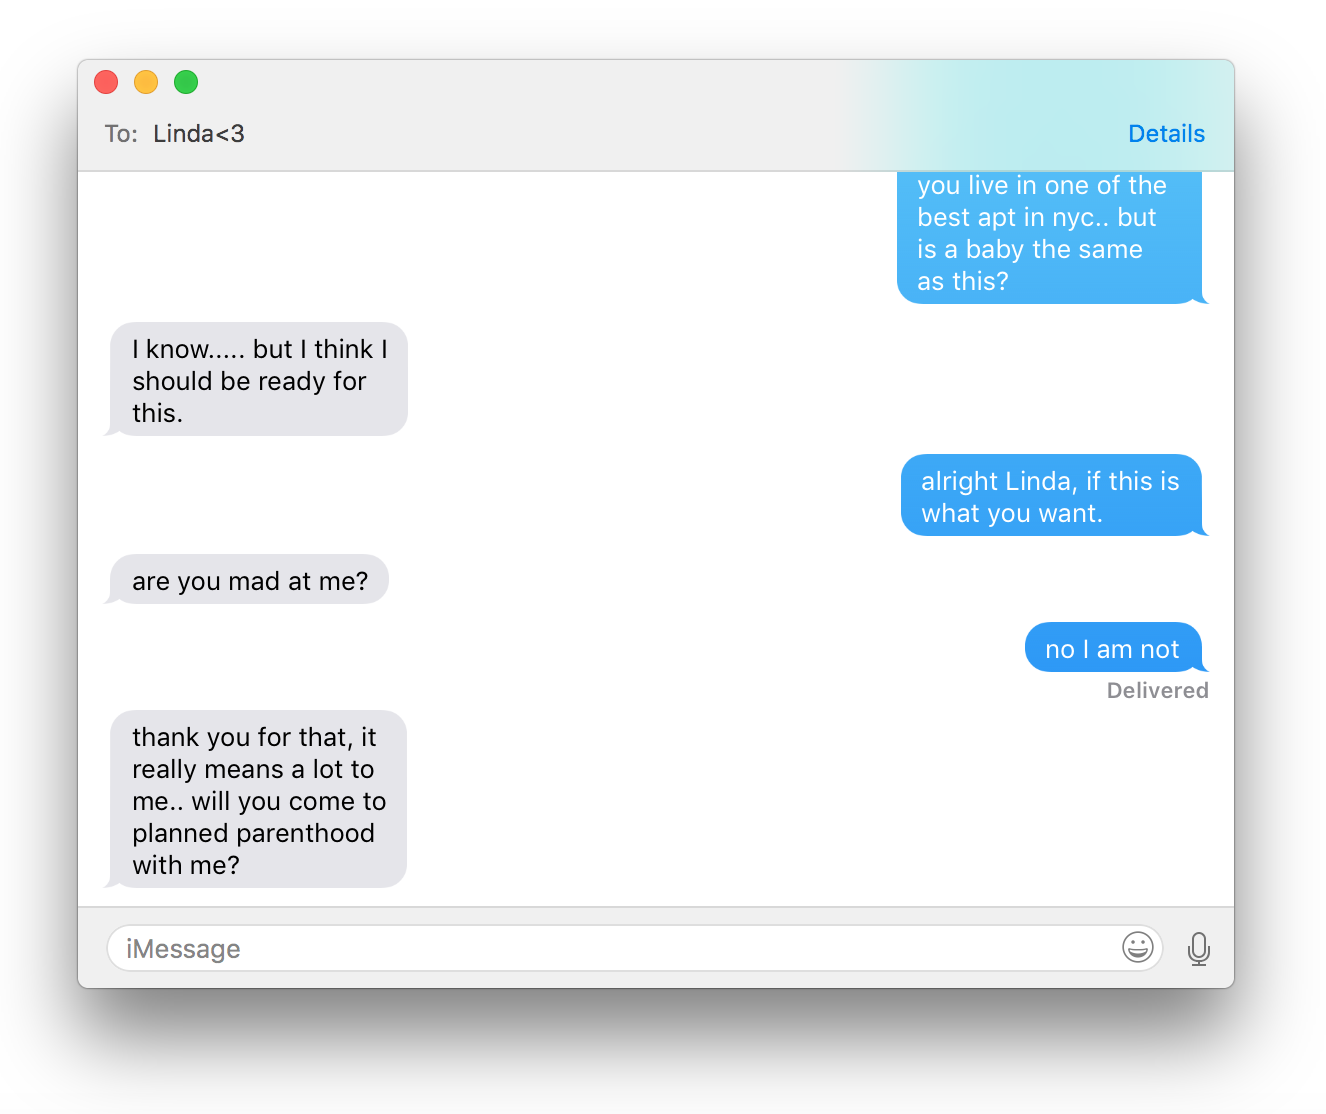 To: Linda<3
Details
you live in one of the
best apt in nyc.. but
is a baby the same
as this?
I know..... but I think I
should be ready for
this.
alright Linda, if this is
what you want.
are you mad at me?
no I am not
Delivered
thank you for that, it
really means a lot to
me.. will you come to
planned parenthood
with me?
iMessage